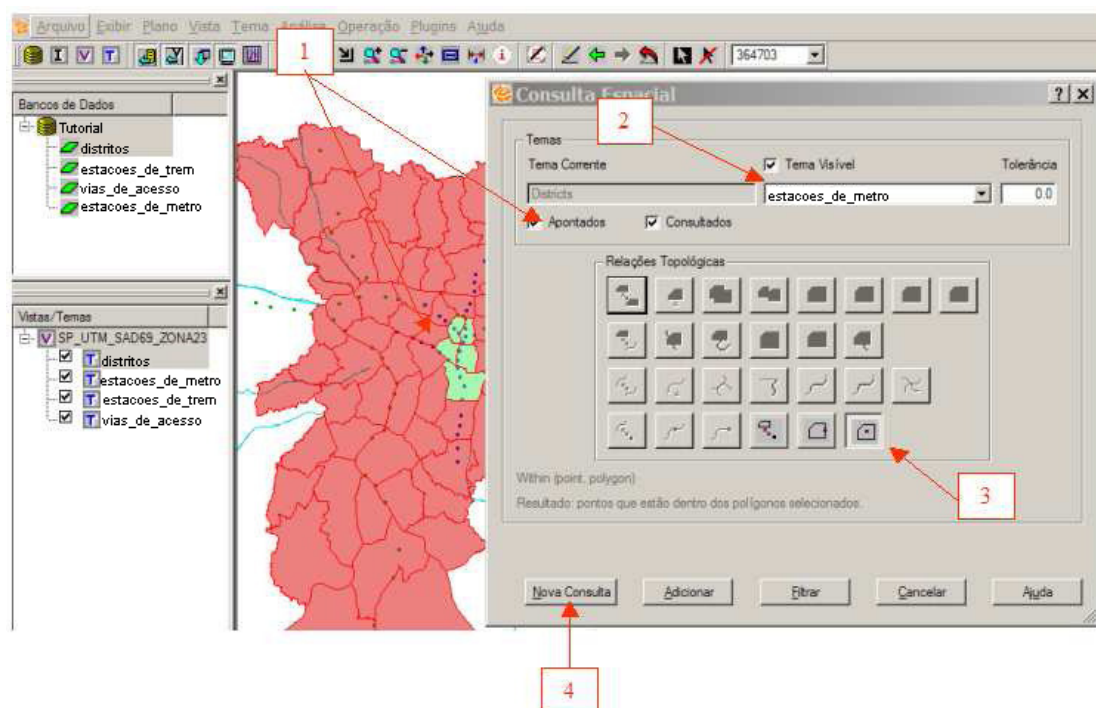 Arquivo Exibir Plano Vista Tema Análise Operação Plugins Ajuda
I V T
364703
1
Bancos de Dados
Tutorial
distritos
estacoes_de_trem
vias_de_acesso
estacoes_de_metro
Vistas/Temas
V SP_UTM_SAD69_ZONA23
T distritos
T estacoes_de_metro
T estacoes_de_trem
T vias_de_acesso
Consulta Espacial
2
Temas
Tema Corrente
Tema Visível
Tolerância
Districts
estacoes_de_metro
0.0
Apontados
Consultados
Relações Topológicas
3
Within (point, polygon)
Resultado: pontos que estão dentro dos polígonos selecionados.
Nova Consulta
Adicionar
Filtrar
Cancelar
Ajuda
4